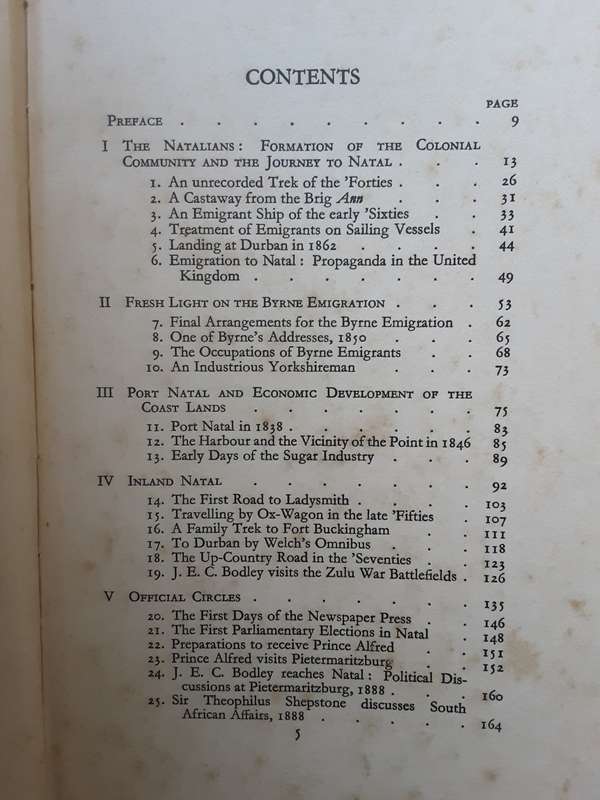 CONTENTS
PAGE
PREFACE . . . . . . . . . 9
I THE NATALIANS: FORMATION OF THE COLONIAL
COMMUNITY AND THE JOURNEY TO NATAL . . . 13
1. An unrecorded Trek of the 'Forties . . . 26
2. A Castaway from the Brig Ann . . . 31
3. An Emigrant Ship of the early 'Sixties . . 33
4. Treatment of Emigrants on Sailing Vessels . 41
5. Landing at Durban in 1862 . . . . 44
6. Emigration to Natal: Propaganda in the United
Kingdom . . . . . . . 49
II FRESH LIGHT ON THE BYRNE EMIGRATION . . . 53
7. Final Arrangements for the Byrne Emigration . 62
8. One of Byrne's Addresses, 1850 . . . 65
9. The Occupations of Byrne Emigrants . . 68
10. An Industrious Yorkshireman . . . 73
III PORT NATAL AND ECONOMIC DEVELOPMENT OF THE
COAST LANDS . . . . . . . 75
11. Port Natal in 1838 . . . . . . 83
12. The Harbour and the Vicinity of the Point in 1846 85
13. Early Days of the Sugar Industry . . . 89
IV INLAND NATAL . . . . . . . 92
14. The First Road to Ladysmith . . . . 103
15. Travelling by Ox-Wagon in the late 'Fifties . 107
16. A Family Trek to Fort Buckingham . . 111
17. To Durban by Welch's Omnibus . . . 118
18. The Up-Country Road in the 'Seventies . . 123
19. J. E. C. Bodley visits the Zulu War Battlefields . 126
V OFFICIAL CIRCLES . . . . . . . 135
20. The First Days of the Newspaper Press . . 146
21. The First Parliamentary Elections in Natal . 148
22. Preparations to receive Prince Alfred . . 151
23. Prince Alfred visits Pietermaritzburg . . 152
24. J. E. C. Bodley reaches Natal: Political Dis-
cussions at Pietermaritzburg, 1888 . . . 160
25. Sir Theophilus Shepstone discusses South
African Affairs, 1888 . . . . . 164
5